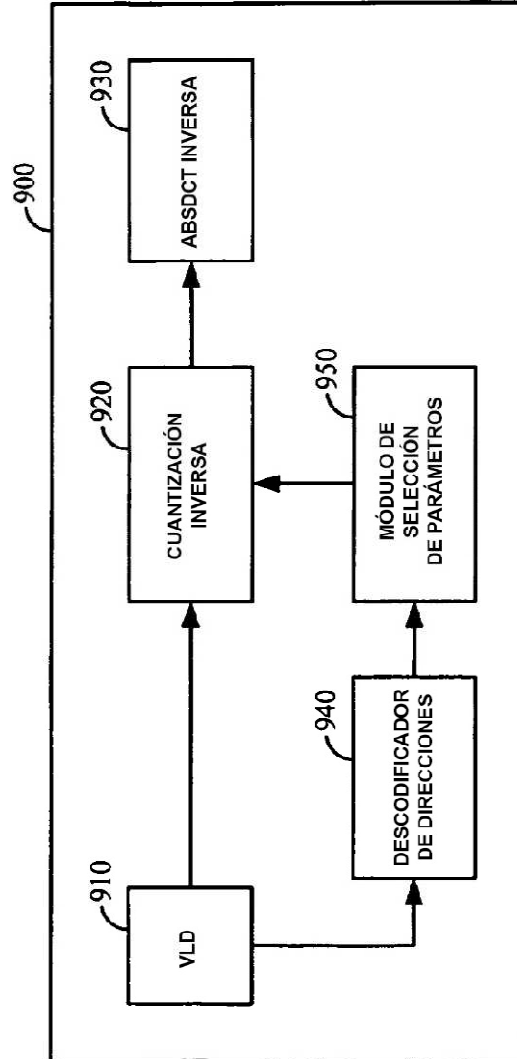 900
910
VLD
920
CUANTIZACIÓN
INVERSA
930
ABSDCT INVERSA
940
DESCODIFICADOR
DE DIRECCIONES
950
MÓDULO DE
SELECCIÓN
DE PARÁMETROS